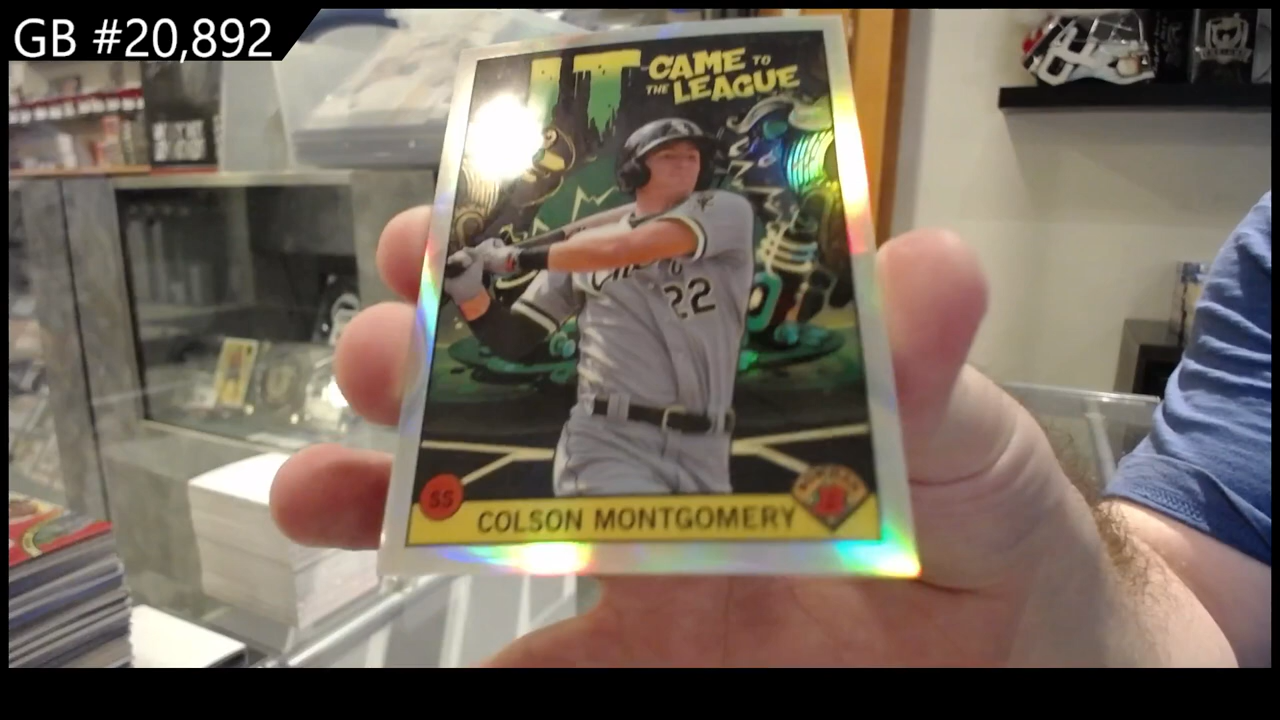 GB #20,892
IT CAME TO
THE LEAGUE
22
SS
COLSON MONTGOMERY
B